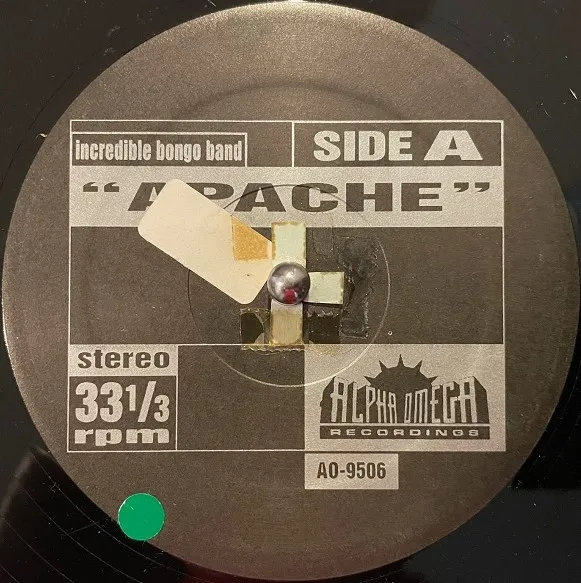 incredible bongo band
SIDE A
“APACHE”
stereo
33 1/3
rpm
ALPHA OMEGA
RECORDINGS
AO-9506